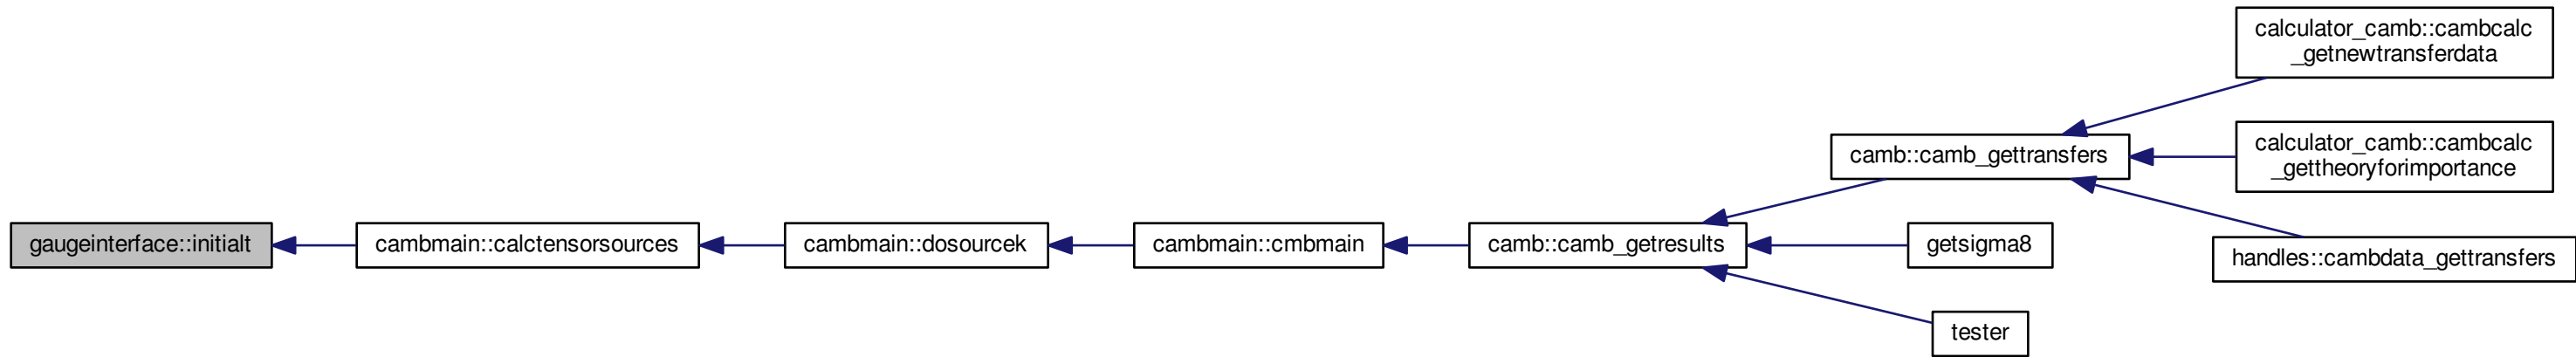 gaugeinterface::initialt
cambmain::calctensorsources
cambmain::dosourcek
cambmain::cmbmain
camb::camb_getresults
camb::camb_gettransfers
calculator_camb::cambcalc
_getnewtransferdata
calculator_camb::cambcalc
_gettheoryforimportance
handles::cambdata_gettransfers
getsigma8
tester